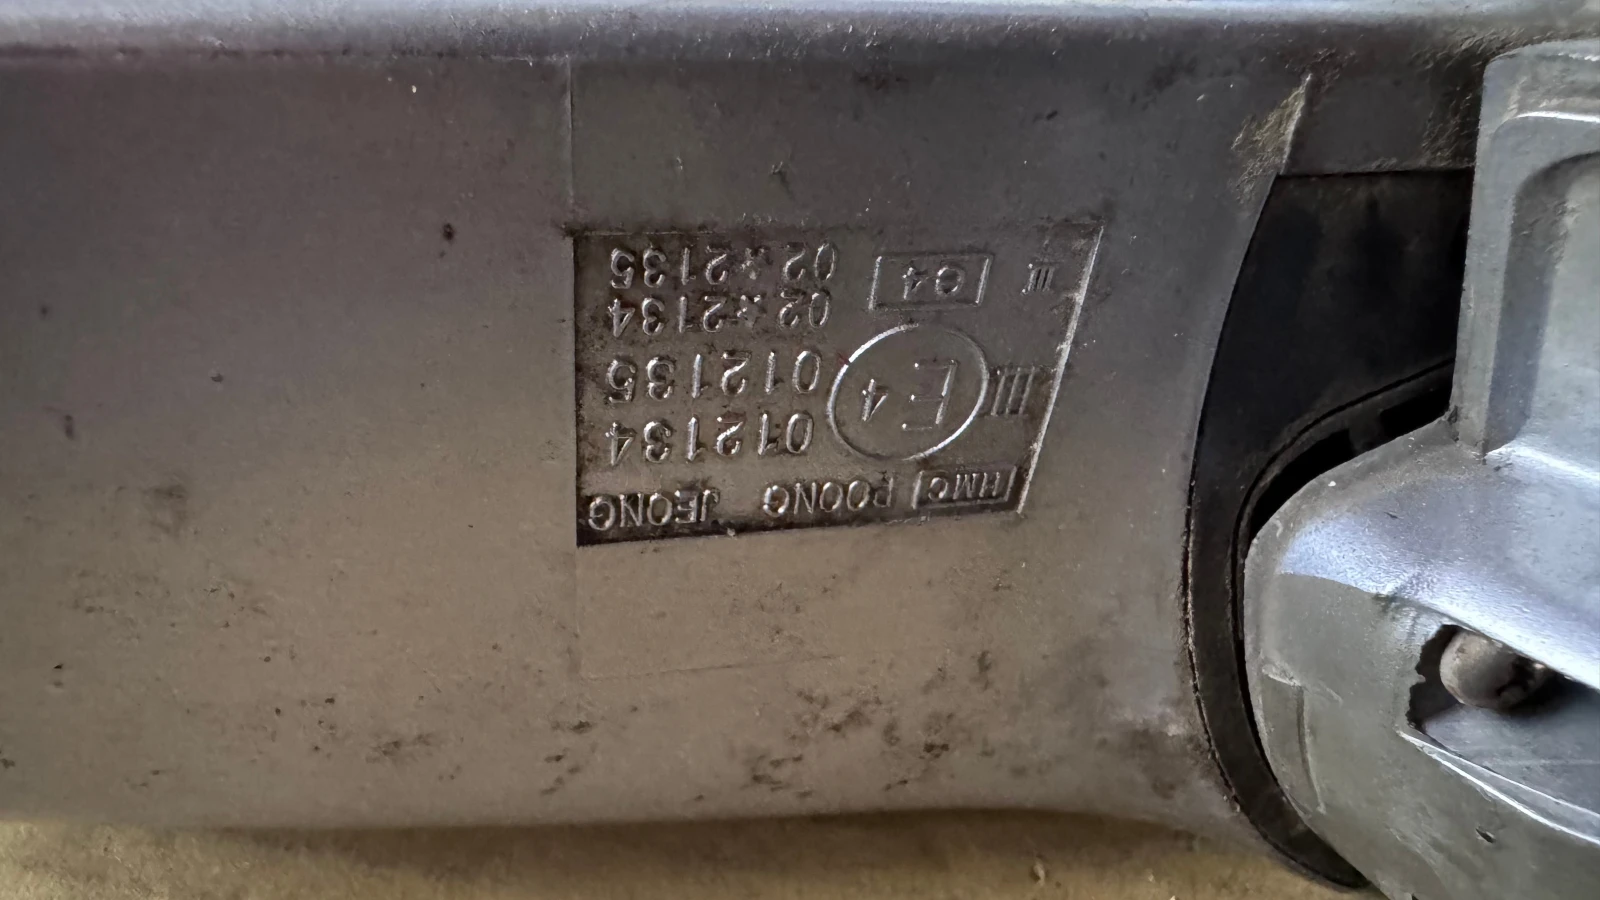 HMC POONG JEONG
012134
III E4 012135
02☆2134
III e4 02☆2135